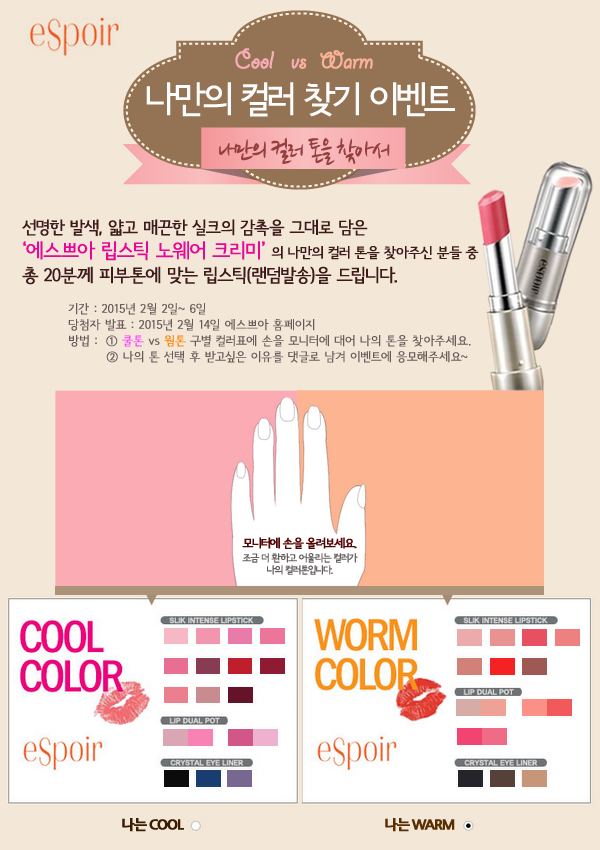 espoir
Cool vs Warm
나만의 컬러 찾기 이벤트
나만의 컬러 톤을 찾아서
선명한 발색, 얇고 매끈한 실크의 감촉을 그대로 담은
‘에스쁘아 립스틱 노웨어 크리미’ 의 나만의 컬러 톤을 찾아주신 분들 중
총 20분께 피부톤에 맞는 립스틱(랜덤발송)을 드립니다.
기간 : 2015년 2월 2일~ 6일
당첨자 발표 : 2015년 2월 14일 에스쁘아 홈페이지
방법 : ① 쿨톤 vs 웜톤 구별 컬러표에 손을 모니터에 대어 나의 톤을 찾아주세요.
② 나의 톤 선택 후 받고싶은 이유를 댓글로 남겨 이벤트에 응모해주세요~
espoir
모니터에 손을 올려보세요.
조금 더 환하고 어울리는 컬러가
나의 컬러톤입니다.
COOL
COLOR
espoir
SLIK INTENSE LIPSTICK
LIP DUAL POT
CRYSTAL EYE LINER
WORM
COLOR
espoir
SLIK INTENSE LIPSTICK
LIP DUAL POT
CRYSTAL EYE LINER
나는 COOL
나는 WARM